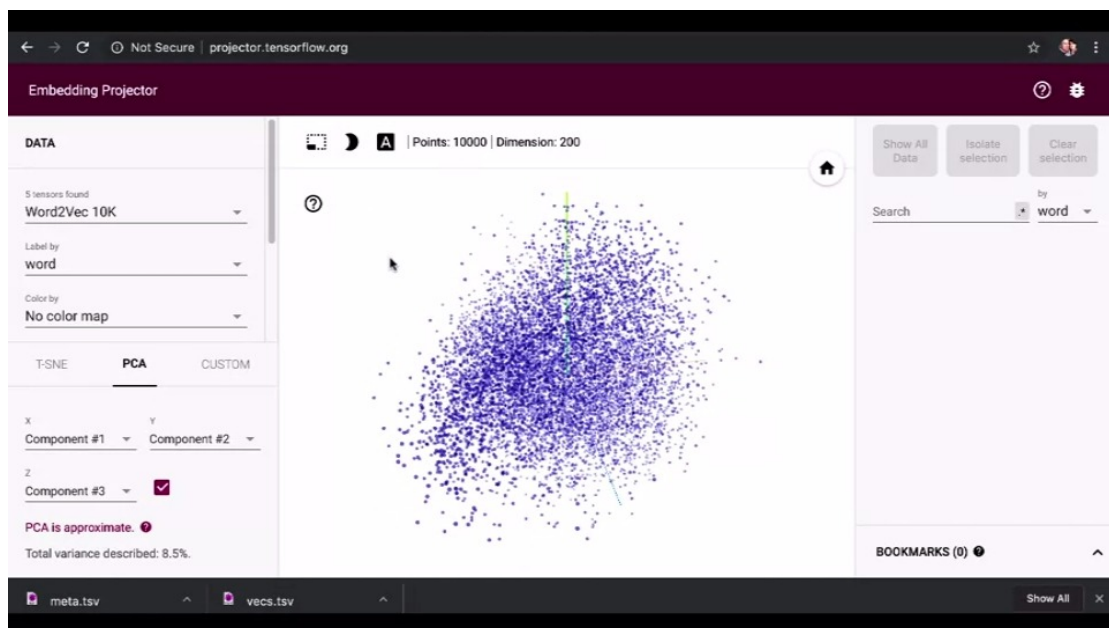 Not Secure | projector.tensorflow.org
Embedding Projector
DATA
5 tensors found
Word2Vec 10K
Label by
word
Color by
No color map
T-SNE PCA CUSTOM
X Y
Component #1 Component #2
Z
Component #3
PCA is approximate.
Total variance described: 8.5%.
A | Points: 10000 | Dimension: 200
Show All Data
Isolate selection
Clear selection
Search .* by word
BOOKMARKS (0)
meta.tsv vecs.tsv Show All